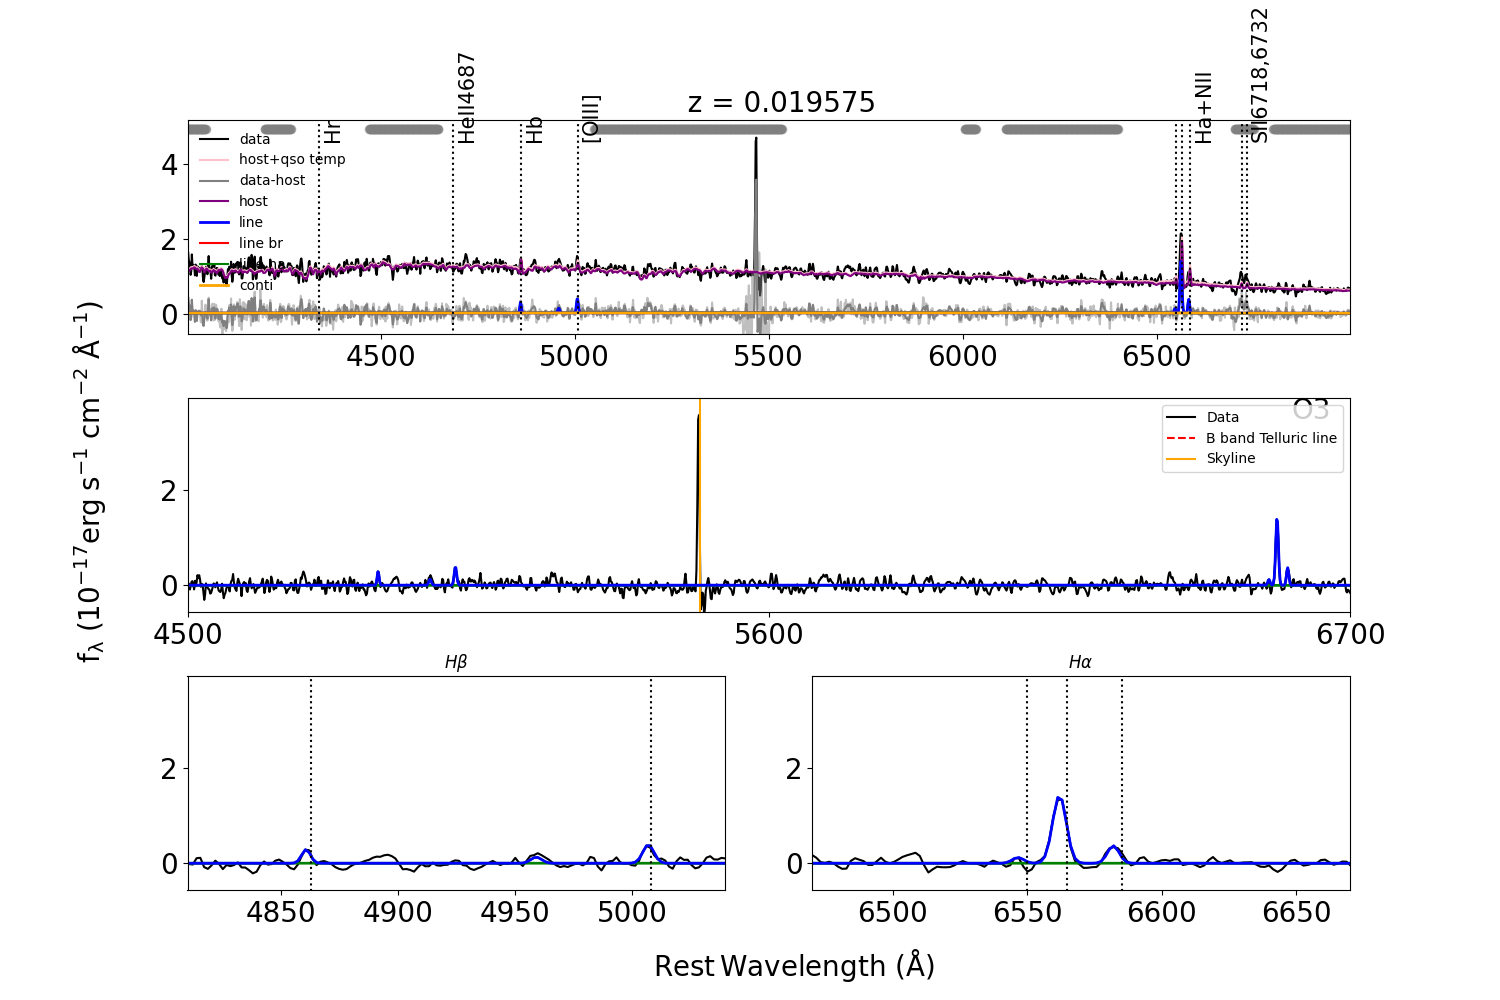 z = 0.019575
Hr
HeII4687
Hb
[OIII]
Ha+NII
SII6718,6732
data
host+qso temp
data-host
host
line
line br
conti
4
2
0
4500 5000 5500 6000 6500
f_λ (10^−17 erg s^−1 cm^−2 Å^−1)
O3
Data
B band Telluric line
Skyline
2
0
4500 5600 6700
Hβ
2
0
4850 4900 4950 5000
Hα
2
0
6500 6550 6600 6650
Rest Wavelength (Å)